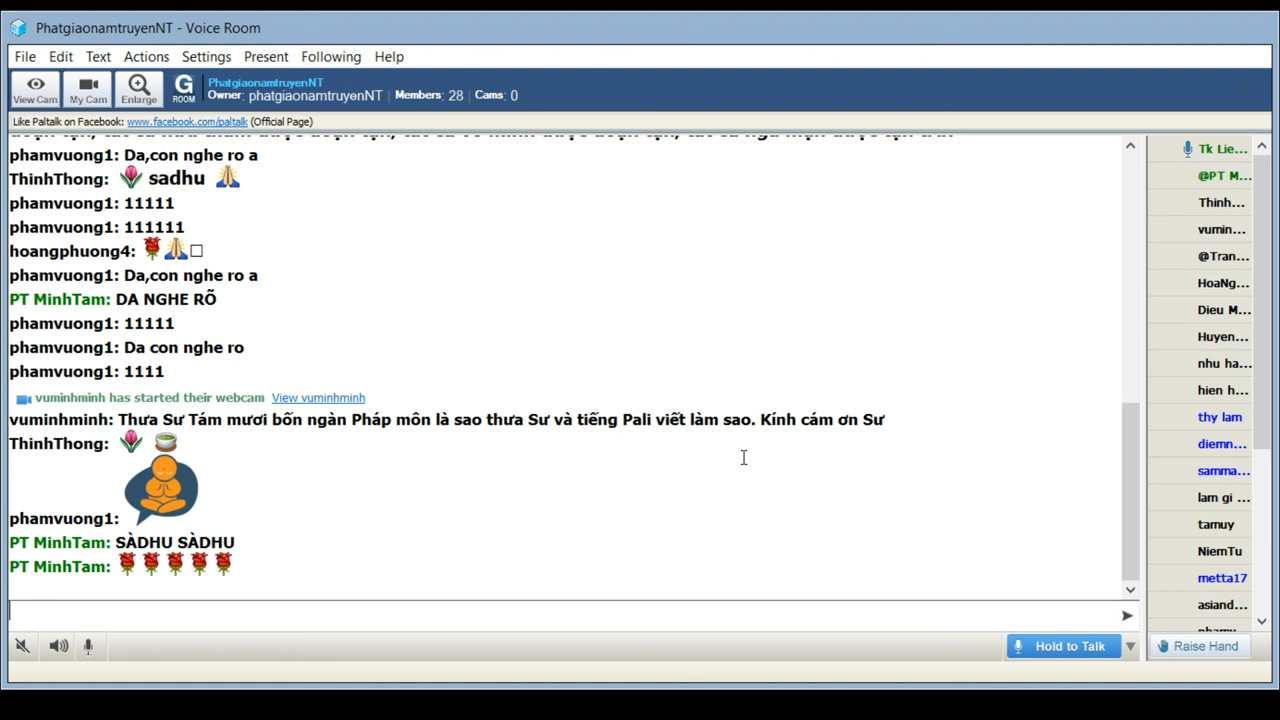 PhatgiaonamtruyenNT - Voice Room
File Edit Text Actions Settings Present Following Help
View Cam My Cam Enlarge G ROOM PhatgiaonamtruyenNT
Owner: phatgiaonamtruyenNT Members: 28 Cams: 0
Like Paltalk on Facebook: www.facebook.com/paltalk (Official Page)
phamvuong1: Da,con nghe ro a
ThinhThong: sadhu
phamvuong1: 11111
phamvuong1: 111111
hoangphuong4:
phamvuong1: Da,con nghe ro a
PT MinhTam: DA NGHE RÕ
phamvuong1: 11111
phamvuong1: Da con nghe ro
phamvuong1: 1111
vuminhminh has started their webcam View vuminhminh
vuminhminh: Thưa Sư Tám mươi bốn ngàn Pháp môn là sao thưa Sư và tiếng Pali viết làm sao. Kính cám ơn Sư
ThinhThong:
phamvuong1:
PT MinhTam: SÀDHU SÀDHU
PT MinhTam:
Tk Lie...
@PT M...
Thinh...
vumin...
@Tran...
HoaNg...
Dieu M...
Huyen...
nhu ha...
hien h...
thy lam
diemn...
samma...
lam gi ...
tamuy
NiemTu
metta17
asiand...
Hold to Talk
Raise Hand